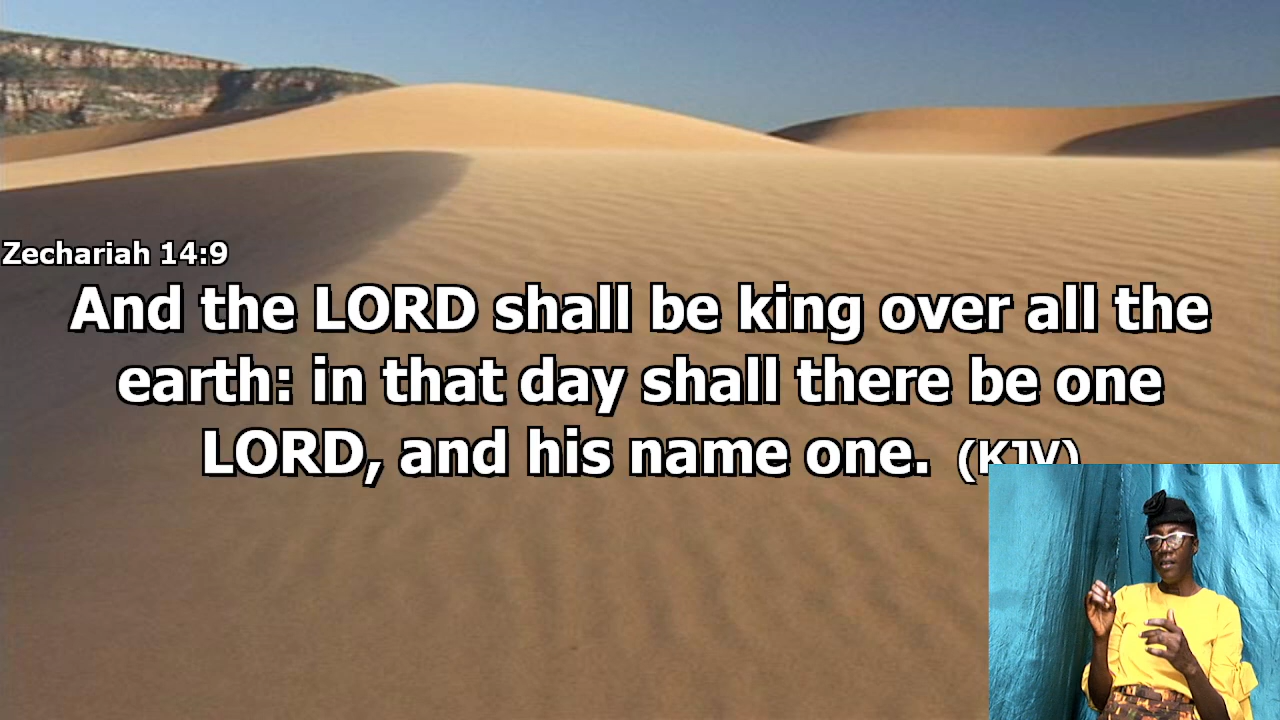 Zechariah 14:9
And the LORD shall be king over all the
earth: in that day shall there be one
LORD, and his name one. (KJV)